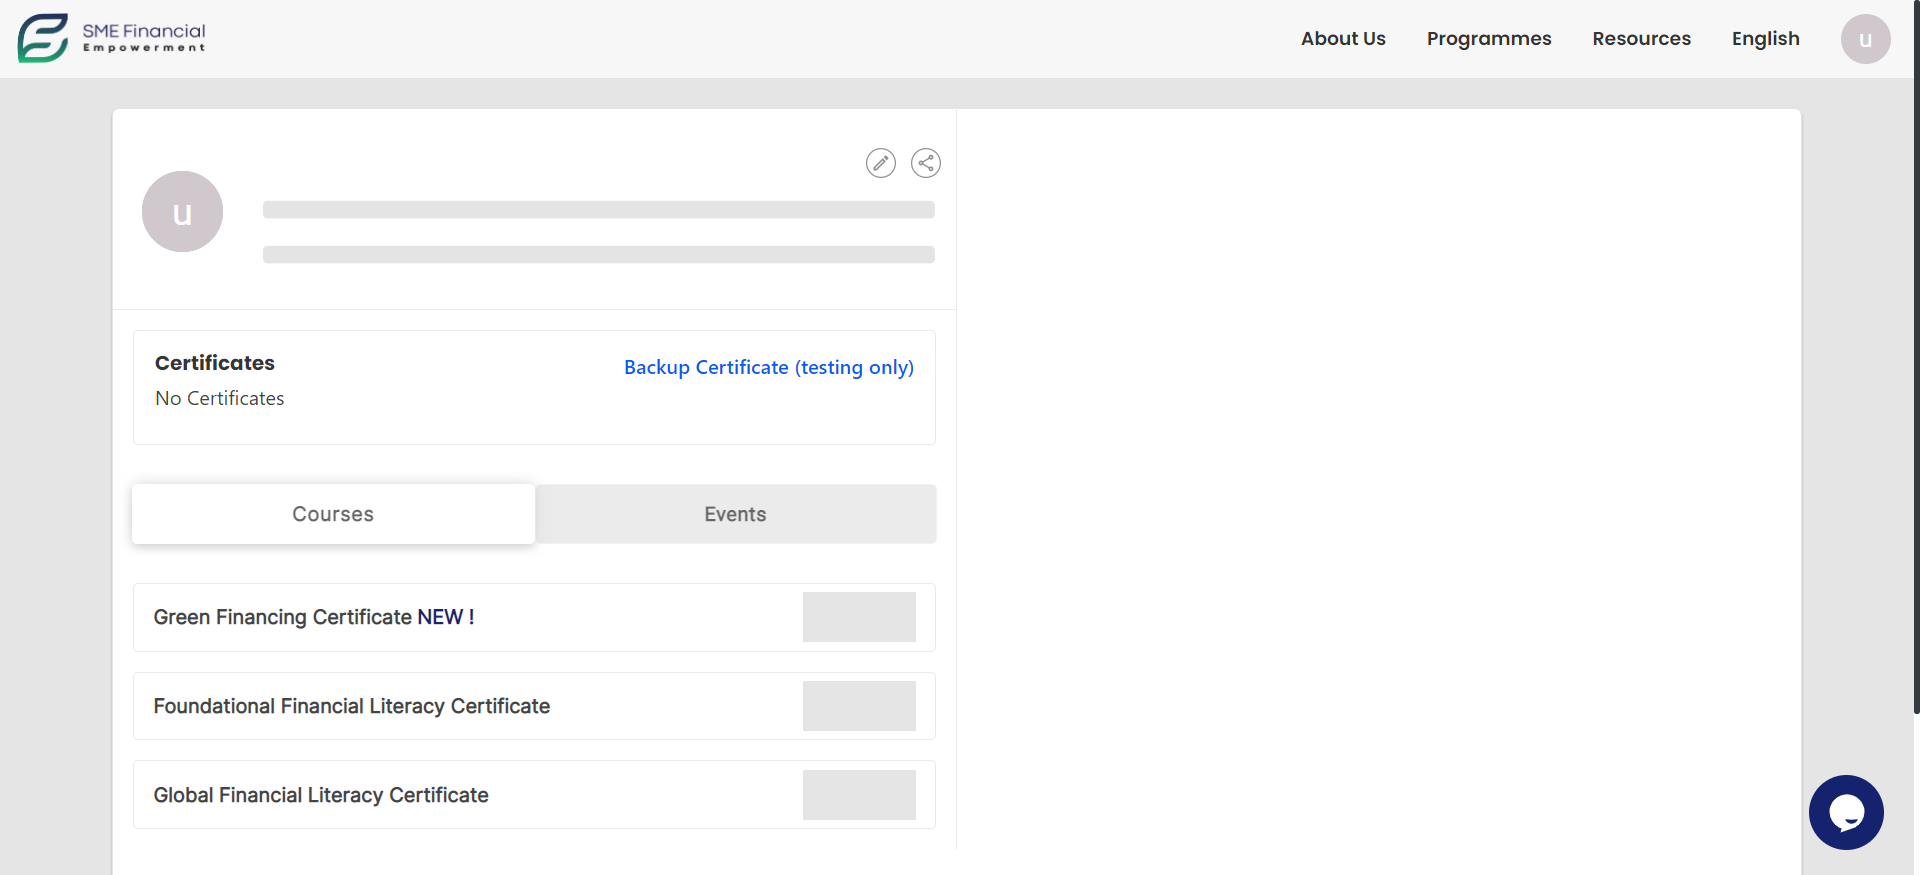 SME Financial
Empowerment
About Us
Programmes
Resources
English
u
u
Certificates
Backup Certificate (testing only)
No Certificates
Courses
Events
Green Financing Certificate NEW !
Foundational Financial Literacy Certificate
Global Financial Literacy Certificate